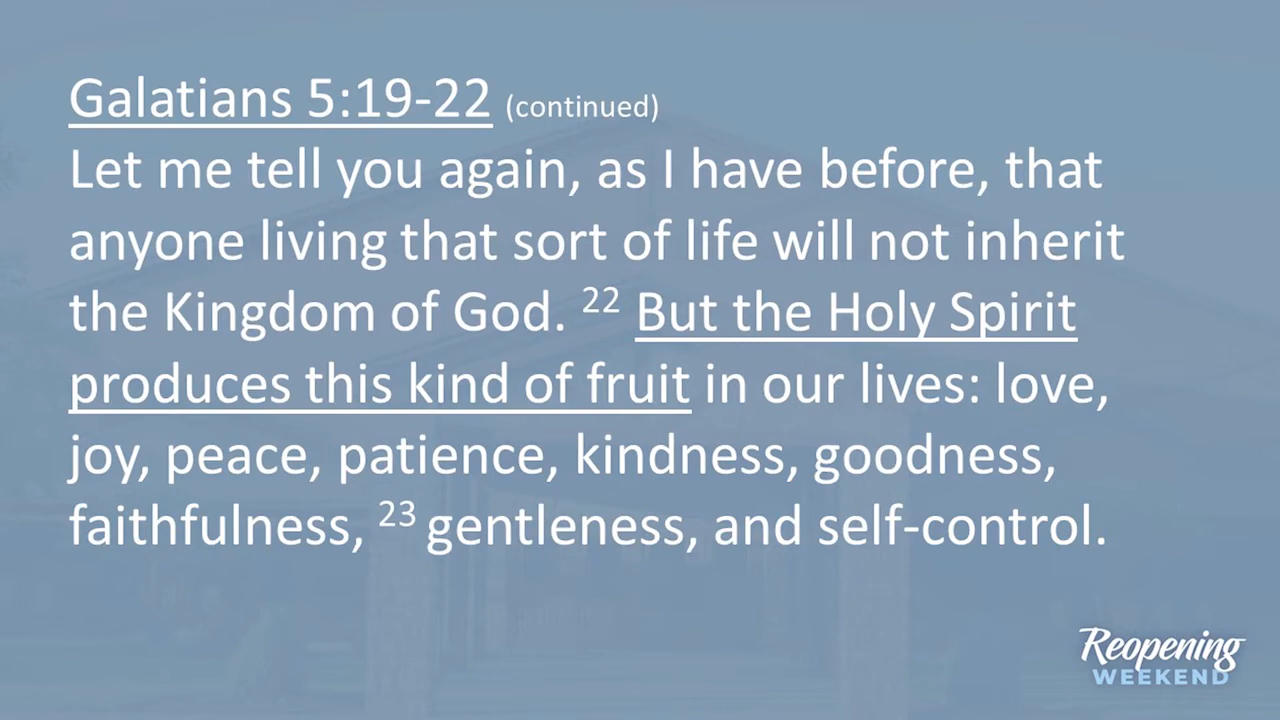 Galatians 5:19-22 (continued)
Let me tell you again, as I have before, that
anyone living that sort of life will not inherit
the Kingdom of God. 22 But the Holy Spirit
produces this kind of fruit in our lives: love,
joy, peace, patience, kindness, goodness,
faithfulness, 23 gentleness, and self-control.
Reopening
WEEKEND